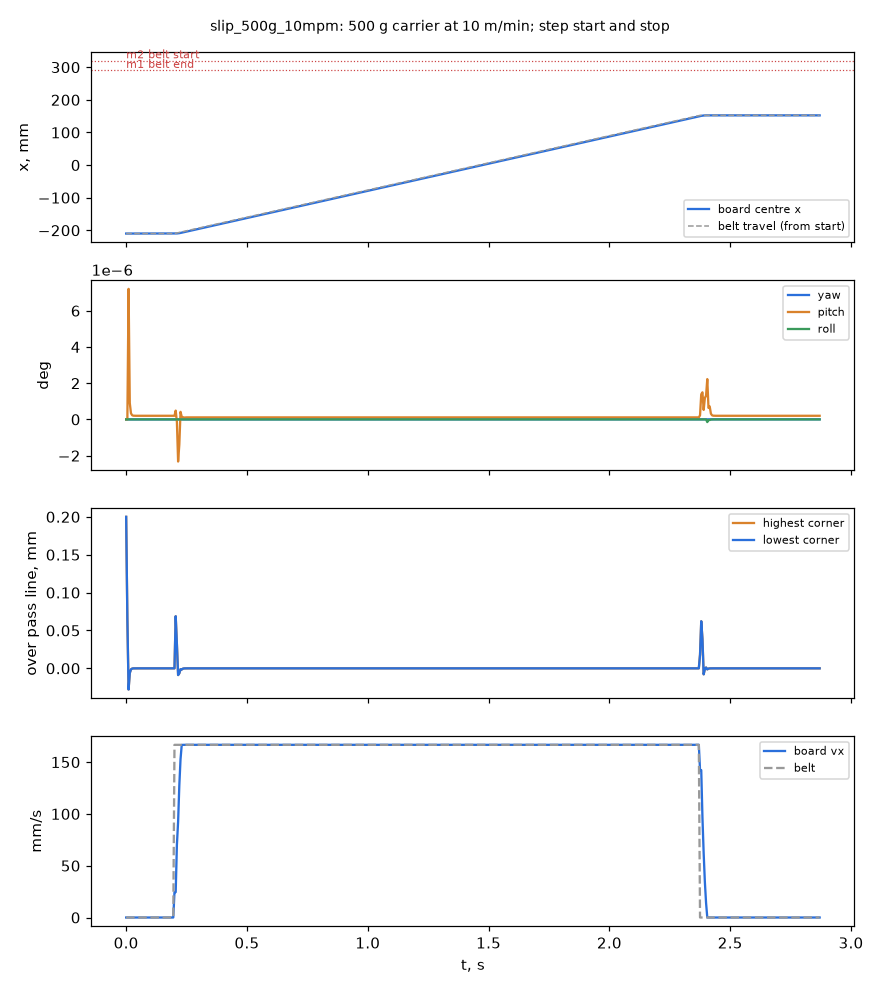 slip_500g_10mpm: 500 g carrier at 10 m/min; step start and stop
m2 belt start
m1 belt end
300
200
100
0
−100
−200
x, mm
board centre x
belt travel (from start)
1e−6
6
4
2
0
−2
deg
yaw
pitch
roll
0.20
0.15
0.10
0.05
0.00
over pass line, mm
highest corner
lowest corner
150
100
50
0
mm/s
board vx
belt
0.0
0.5
1.0
1.5
2.0
2.5
3.0
t, s